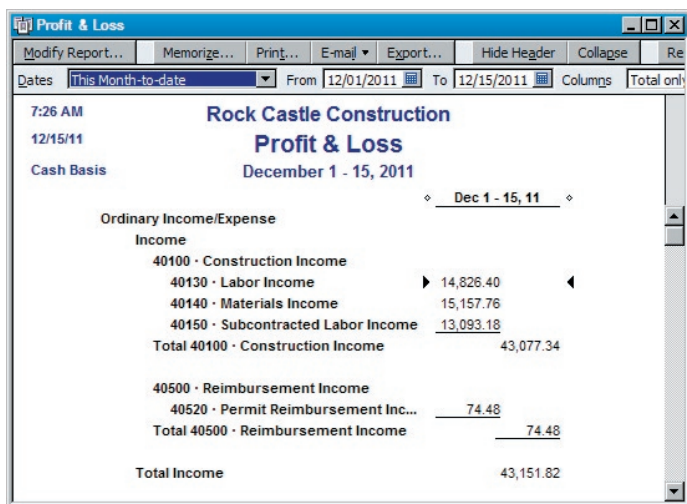 Profit & Loss
Modify Report... Memorize... Print... E-mail Export... Hide Header Collapse Re
Dates This Month-to-date From 12/01/2011 To 12/15/2011 Columns Total only
7:26 AM Rock Castle Construction
12/15/11 Profit & Loss
Cash Basis December 1 - 15, 2011
Dec 1 - 15, 11
Ordinary Income/Expense
Income
40100 · Construction Income
40130 · Labor Income 14,826.40
40140 · Materials Income 15,157.76
40150 · Subcontracted Labor Income 13,093.18
Total 40100 · Construction Income 43,077.34
40500 · Reimbursement Income
40520 · Permit Reimbursement Inc... 74.48
Total 40500 · Reimbursement Income 74.48
Total Income 43,151.82